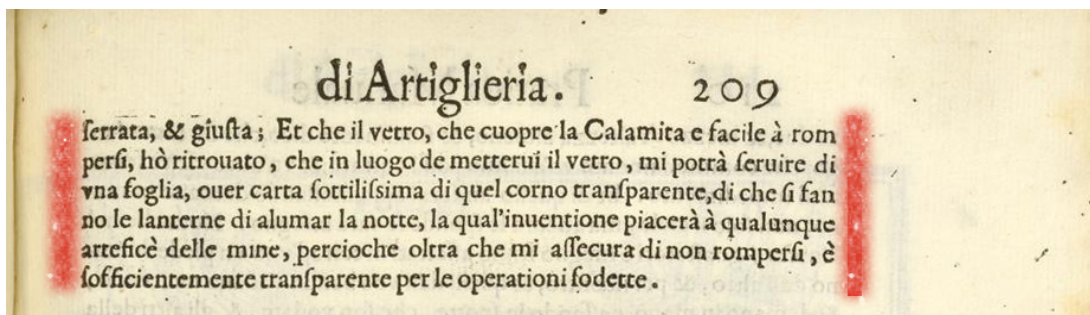 di Artiglieria. 209
ſerrata, & giuſta; Et che il vetro, che cuopre la Calamita e facile à rom
perſi, hò ritrouato, che in luogo de metterui il vetro, mi potrà ſeruire di
vna foglia, ouer carta ſottiliſsima di quel corno tranſparente, di che ſi fan
no le lanterne di alumar la notte, la qual'inuentione piacerà à qualunque
arteficè delle mine, percioche oltra che mi aſſecura di non romperſi, è
ſofficientemente tranſparente per le operationi ſodette.